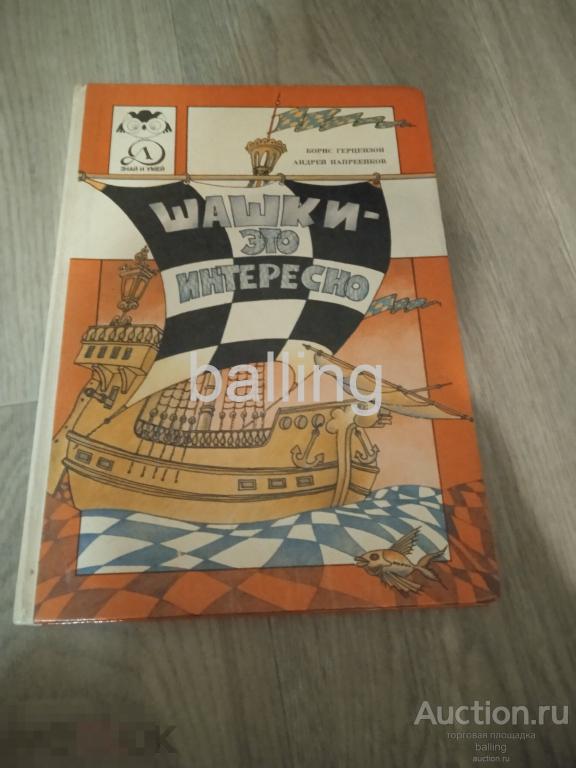 ЗНАЙ И УМЕЙ
БОРИС ГЕРЦЕНЗОН
АНДРЕЙ НАПРЕЕНКОВ
ШАШКИ-
ЭТО
ИНТЕРЕСНО
balling
Auction.ru
торговая площадка
balling
auction.ru